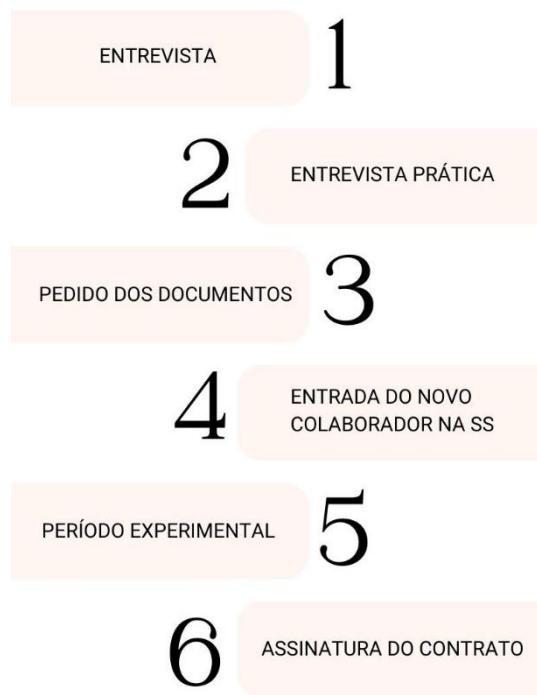 ENTREVISTA
1
2
ENTREVISTA PRÁTICA
PEDIDO DOS DOCUMENTOS
3
4
ENTRADA DO NOVO
COLABORADOR NA SS
PERÍODO EXPERIMENTAL
5
6
ASSINATURA DO CONTRATO